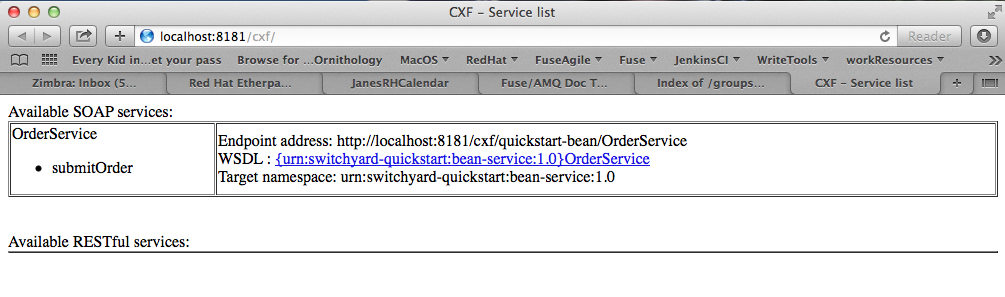 CXF - Service list
localhost:8181/cxf/
Reader
Every Kid in...et your pass Browse for ...Ornithology MacOS RedHat FuseAgile Fuse JenkinsCI WriteTools workResources
Zimbra: Inbox (5... Red Hat Etherpa... JanesRHCalendar Fuse/AMQ Doc T... Index of /groups... CXF - Service list
Available SOAP services:
OrderService
• submitOrder
Endpoint address: http://localhost:8181/cxf/quickstart-bean/OrderService
WSDL : {urn:switchyard-quickstart:bean-service:1.0}OrderService
Target namespace: urn:switchyard-quickstart:bean-service:1.0
Available RESTful services: